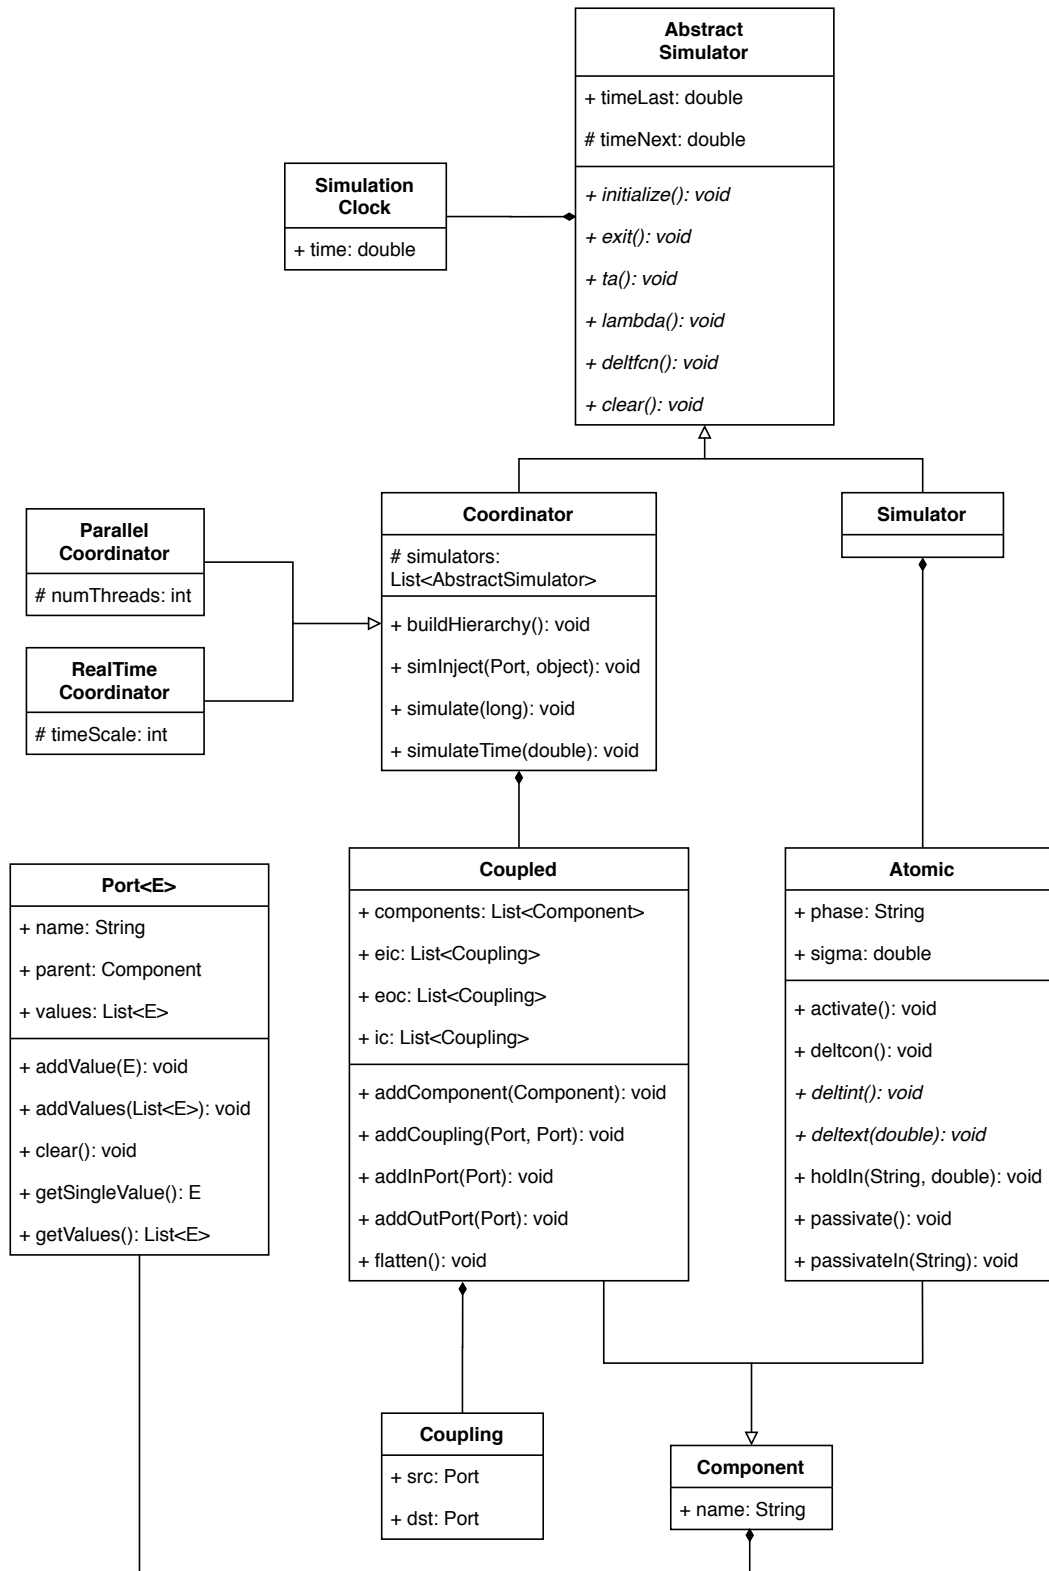 Abstract
Simulator
+ timeLast: double
# timeNext: double
+ initialize(): void
+ exit(): void
+ ta(): void
+ lambda(): void
+ deltfcn(): void
+ clear(): void
Simulation
Clock
+ time: double
Coordinator
# simulators:
List<AbstractSimulator>
+ buildHierarchy(): void
+ simInject(Port, object): void
+ simulate(long): void
+ simulateTime(double): void
Simulator
Parallel
Coordinator
# numThreads: int
RealTime
Coordinator
# timeScale: int
Port<E>
+ name: String
+ parent: Component
+ values: List<E>
+ addValue(E): void
+ addValues(List<E>): void
+ clear(): void
+ getSingleValue(): E
+ getValues(): List<E>
Coupled
+ components: List<Component>
+ eic: List<Coupling>
+ eoc: List<Coupling>
+ ic: List<Coupling>
+ addComponent(Component): void
+ addCoupling(Port, Port): void
+ addInPort(Port): void
+ addOutPort(Port): void
+ flatten(): void
Atomic
+ phase: String
+ sigma: double
+ activate(): void
+ deltcon(): void
+ deltint(): void
+ deltext(double): void
+ holdIn(String, double): void
+ passivate(): void
+ passivateIn(String): void
Coupling
+ src: Port
+ dst: Port
Component
+ name: String